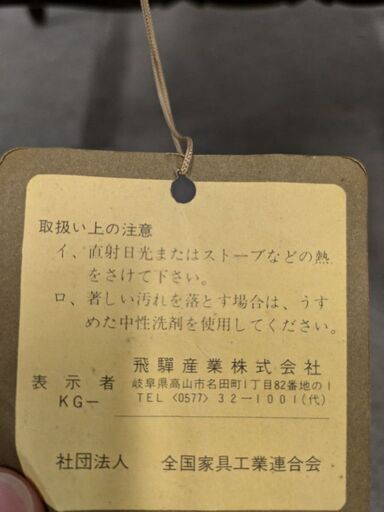 取扱い上の注意
イ、直射日光またはストーブなどの熱
をさけて下さい。
ロ、著しい汚れを落とす場合は、うす
めた中性洗剤を使用してください。
飛驒産業株式会社
表示者 岐阜県高山市名田町1丁目82番地の1
KG− TEL〈0577〉32−1001(代)
社団法人 全国家具工業連合会